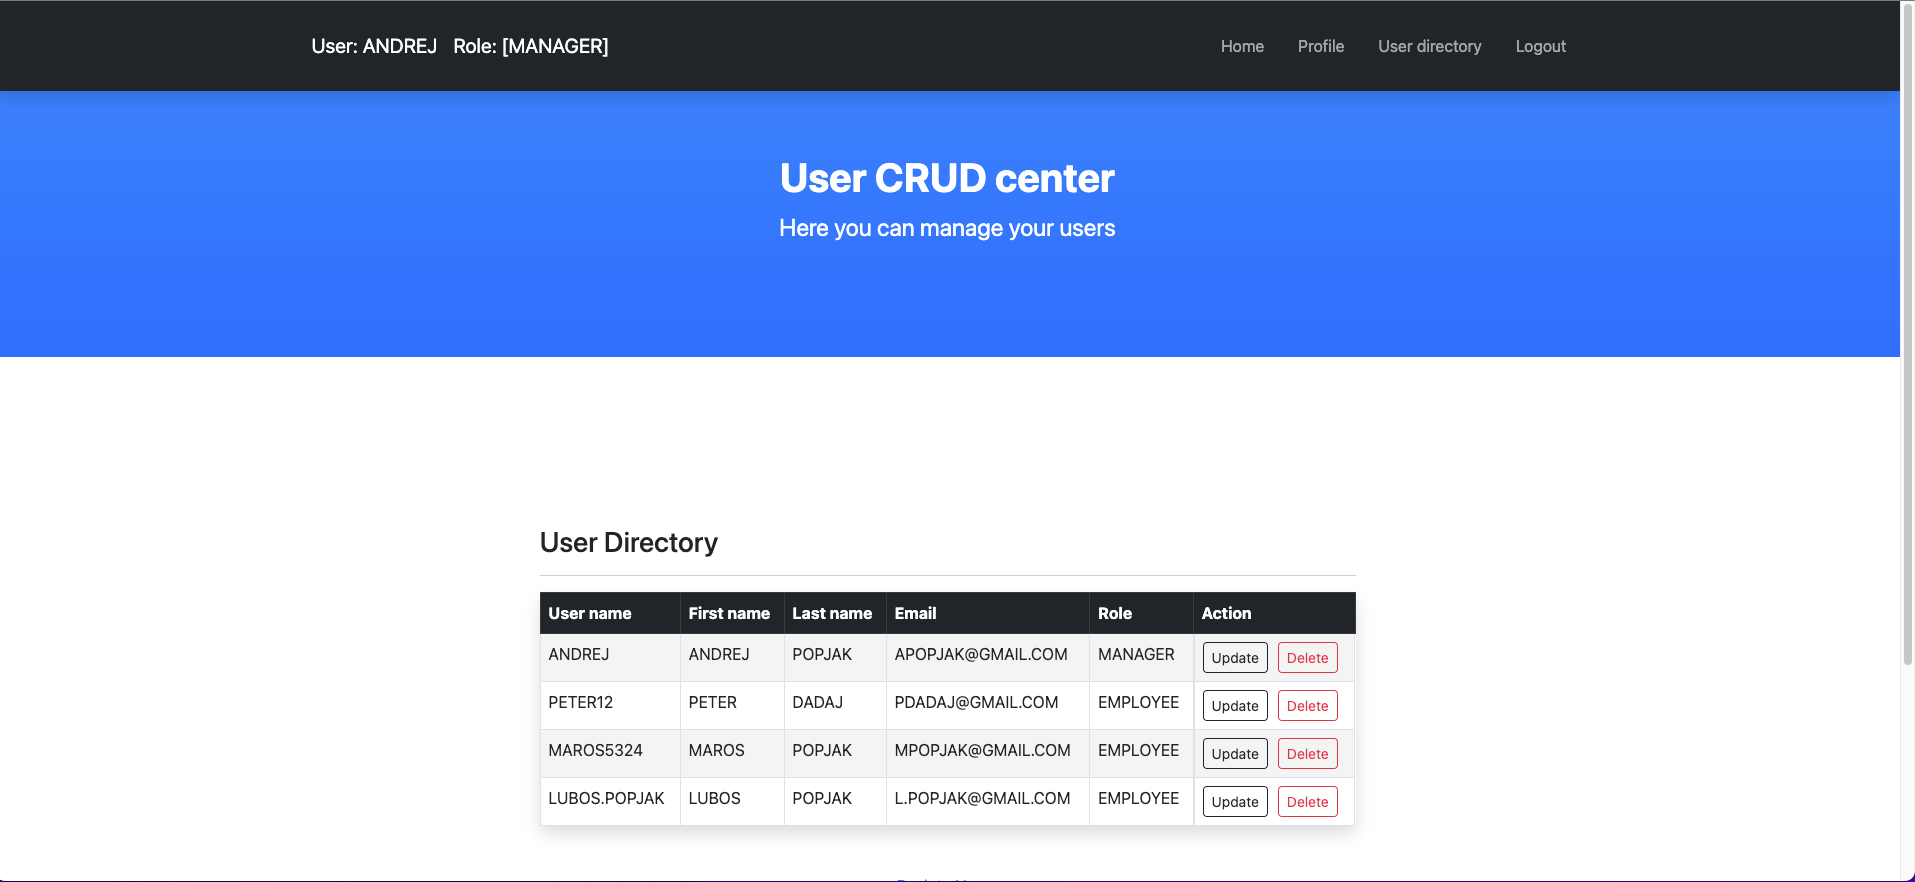 User: ANDREJ Role: [MANAGER]
Home Profile User directory Logout
User CRUD center
Here you can manage your users
User Directory
User name First name Last name Email Role Action
ANDREJ ANDREJ POPJAK APOPJAK@GMAIL.COM MANAGER Update Delete
PETER12 PETER DADAJ PDADAJ@GMAIL.COM EMPLOYEE Update Delete
MAROS5324 MAROS POPJAK MPOPJAK@GMAIL.COM EMPLOYEE Update Delete
LUBOS.POPJAK LUBOS POPJAK L.POPJAK@GMAIL.COM EMPLOYEE Update Delete